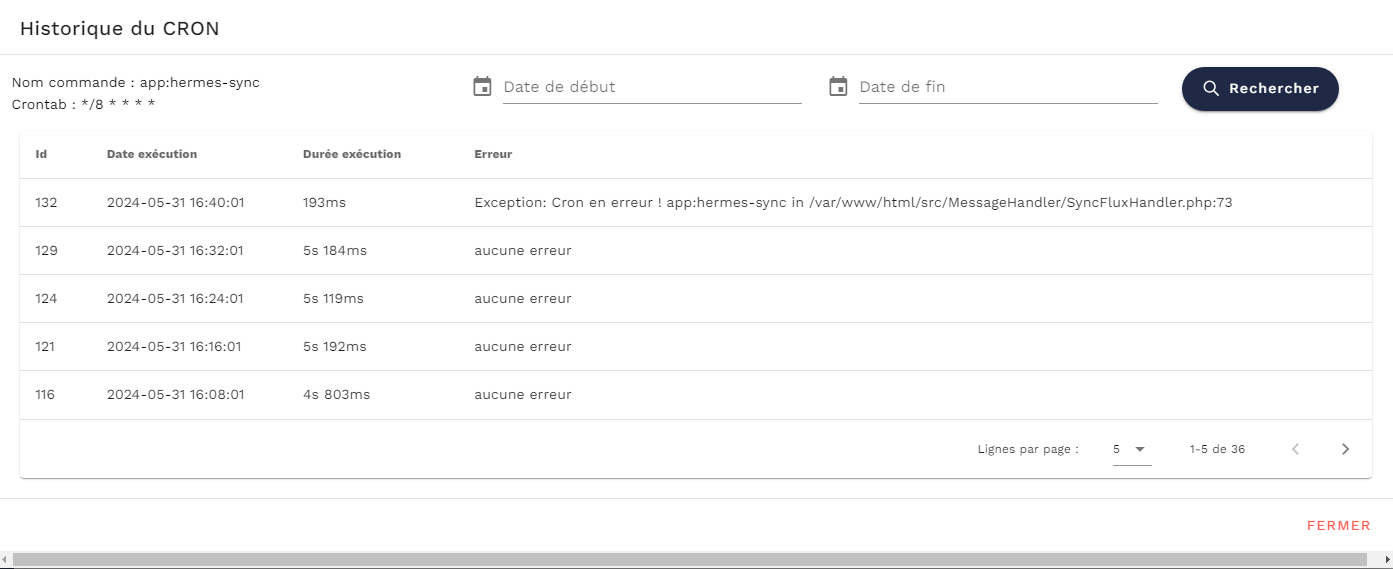 Historique du CRON
Nom commande : app:hermes-sync
Crontab : */8 * * * *
Date de début
Date de fin
Rechercher
Id Date exécution Durée exécution Erreur
132 2024-05-31 16:40:01 193ms Exception: Cron en erreur ! app:hermes-sync in /var/www/html/src/MessageHandler/SyncFluxHandler.php:73
129 2024-05-31 16:32:01 5s 184ms aucune erreur
124 2024-05-31 16:24:01 5s 119ms aucune erreur
121 2024-05-31 16:16:01 5s 192ms aucune erreur
116 2024-05-31 16:08:01 4s 803ms aucune erreur
Lignes par page : 5 1-5 de 36
FERMER